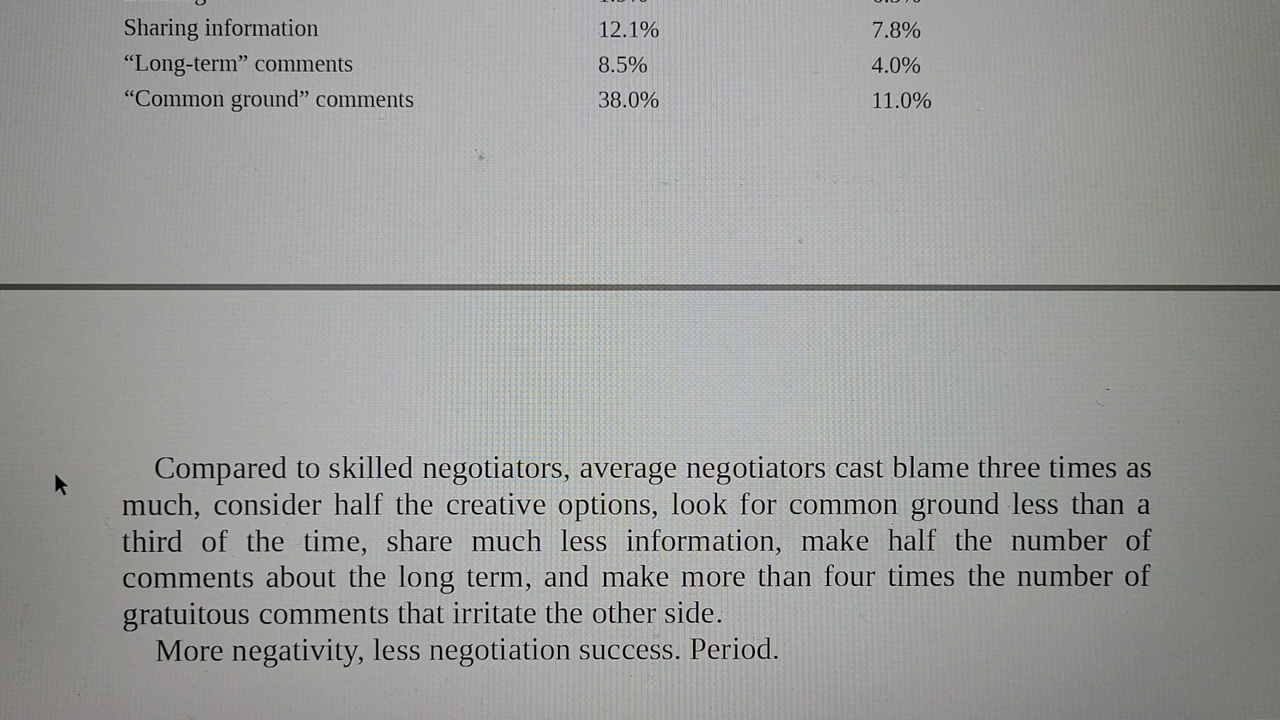 Sharing information 12.1% 7.8%
“Long-term” comments 8.5% 4.0%
“Common ground” comments 38.0% 11.0%
Compared to skilled negotiators, average negotiators cast blame three times as
much, consider half the creative options, look for common ground less than a
third of the time, share much less information, make half the number of
comments about the long term, and make more than four times the number of
gratuitous comments that irritate the other side.
More negativity, less negotiation success. Period.